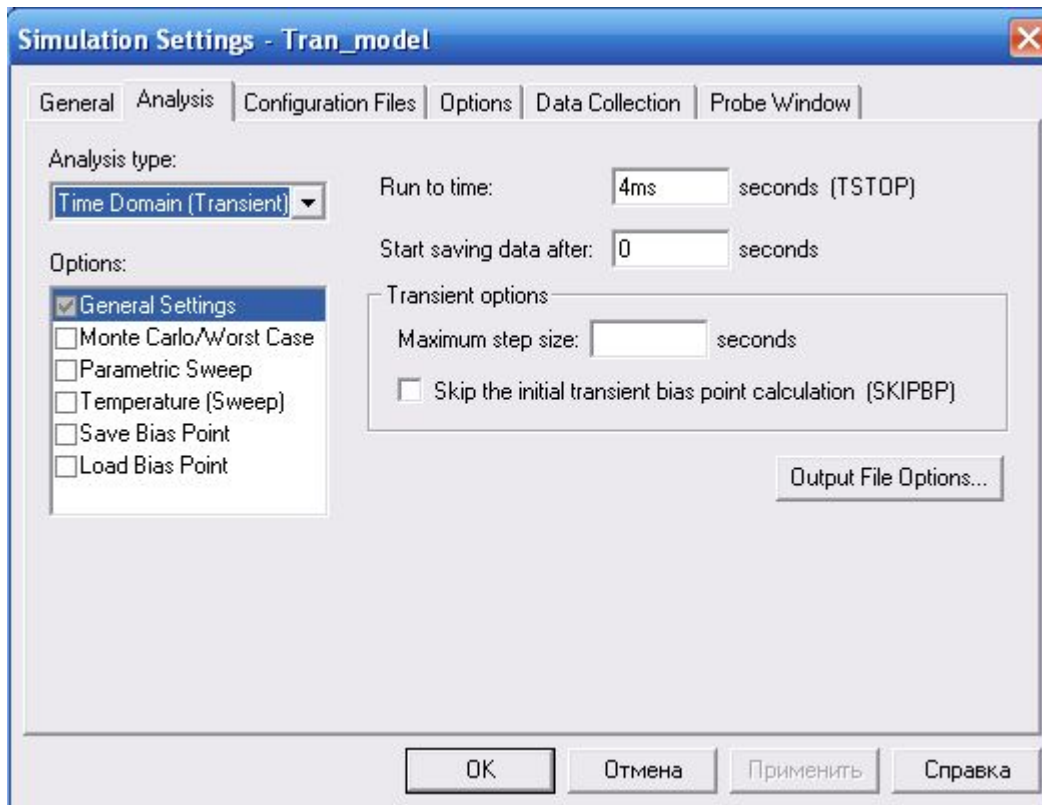 Simulation Settings - Tran_model
General Analysis Configuration Files Options Data Collection Probe Window
Analysis type:
Time Domain (Transient)
Options:
General Settings
Monte Carlo/Worst Case
Parametric Sweep
Temperature (Sweep)
Save Bias Point
Load Bias Point
Run to time: 4ms seconds (TSTOP)
Start saving data after: 0 seconds
Transient options
Maximum step size: seconds
Skip the initial transient bias point calculation (SKIPBP)
Output File Options...
OK Отмена Применить Справка